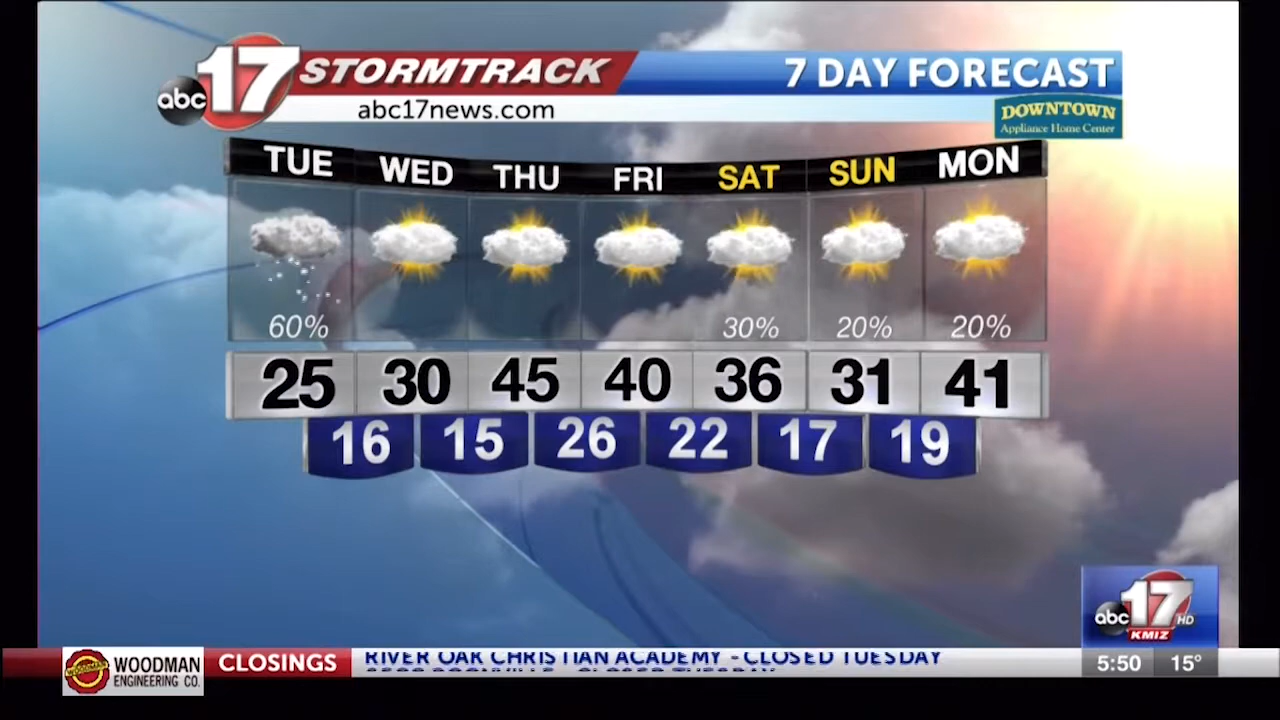 abc 17 STORMTRACK
7 DAY FORECAST
abc17news.com
DOWNTOWN
Appliance Home Center
TUE WED THU FRI SAT SUN MON
60% 30% 20% 20%
25 30 45 40 36 31 41
16 15 26 22 17 19
abc 17 HD
KMIZ
WOODMAN
WOODMAN
ENGINEERING CO.
CLOSINGS
RIVER OAK CHRISTIAN ACADEMY - CLOSED TUESDAY
5:50 15°